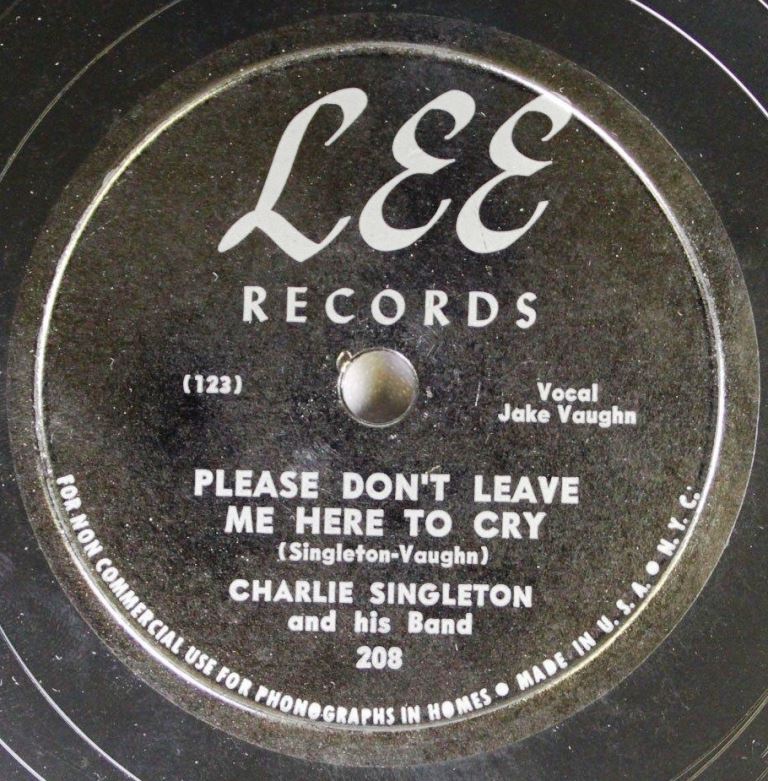 LEE
RECORDS
(123)
Vocal
Jake Vaughn
PLEASE DON'T LEAVE
ME HERE TO CRY
(Singleton-Vaughn)
CHARLIE SINGLETON
and his Band
208
FOR NON COMMERCIAL USE FOR PHONOGRAPHS IN HOMES ● MADE IN U. S. A. ● N. Y. C.